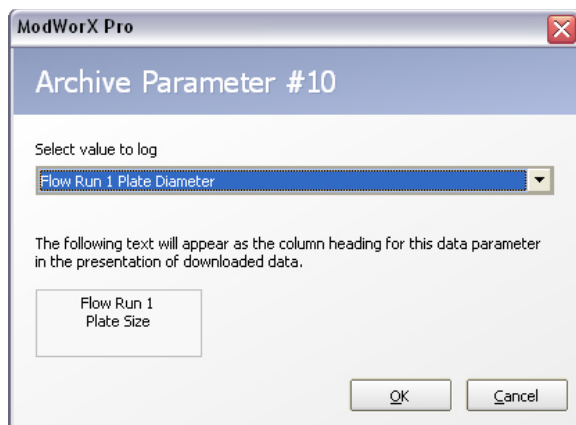 ModWorX Pro
Archive Parameter #10
Select value to log
Flow Run 1 Plate Diameter
The following text will appear as the column heading for this data parameter
in the presentation of downloaded data.
Flow Run 1
Plate Size
OK
Cancel